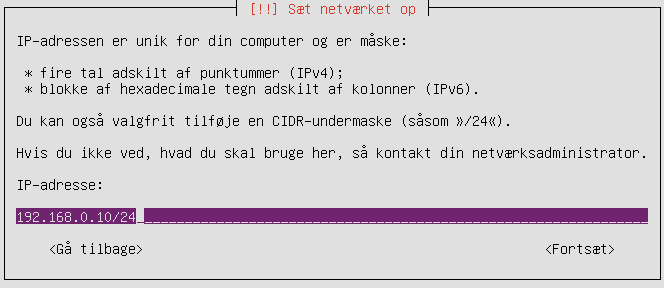 [!!] Sæt netværket op
IP-adressen er unik for din computer og er måske:
* fire tal adskilt af punktummer (IPv4);
* blokke af hexadecimale tegn adskilt af kolonner (IPv6).
Du kan også valgfrit tilføje en CIDR-undermaske (såsom »/24«).
Hvis du ikke ved, hvad du skal bruge her, så kontakt din netværksadministrator.
IP-adresse:
192.168.0.10/24
<Gå tilbage> <Fortsæt>